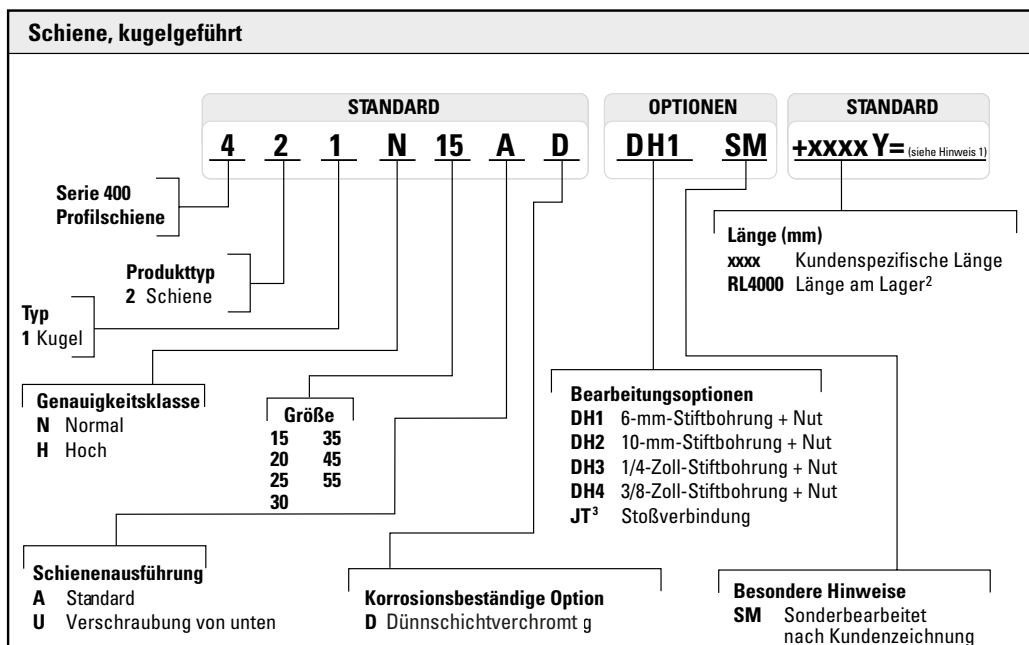 Schiene, kugelgeführt
STANDARD OPTIONEN STANDARD
4 2 1 N 15 A D DH1 SM +xxxx Y= (siehe Hinweis 1)
Serie 400
Profilschiene
Produkttyp
2 Schiene
Typ
1 Kugel
Länge (mm)
xxxx Kundenspezifische Länge
RL4000 Länge am Lager²
Genauigkeitsklasse
N Normal
H Hoch
Größe
15 35
20 45
25 55
30
Bearbeitungsoptionen
DH1 6-mm-Stiftbohrung + Nut
DH2 10-mm-Stiftbohrung + Nut
DH3 1/4-Zoll-Stiftbohrung + Nut
DH4 3/8-Zoll-Stiftbohrung + Nut
JT³ Stoßverbindung
Schienenausführung
A Standard
U Verschraubung von unten
Korrosionsbeständige Option
D Dünnschichtverchromt g
Besondere Hinweise
SM Sonderbearbeitet
nach Kundenzeichnung